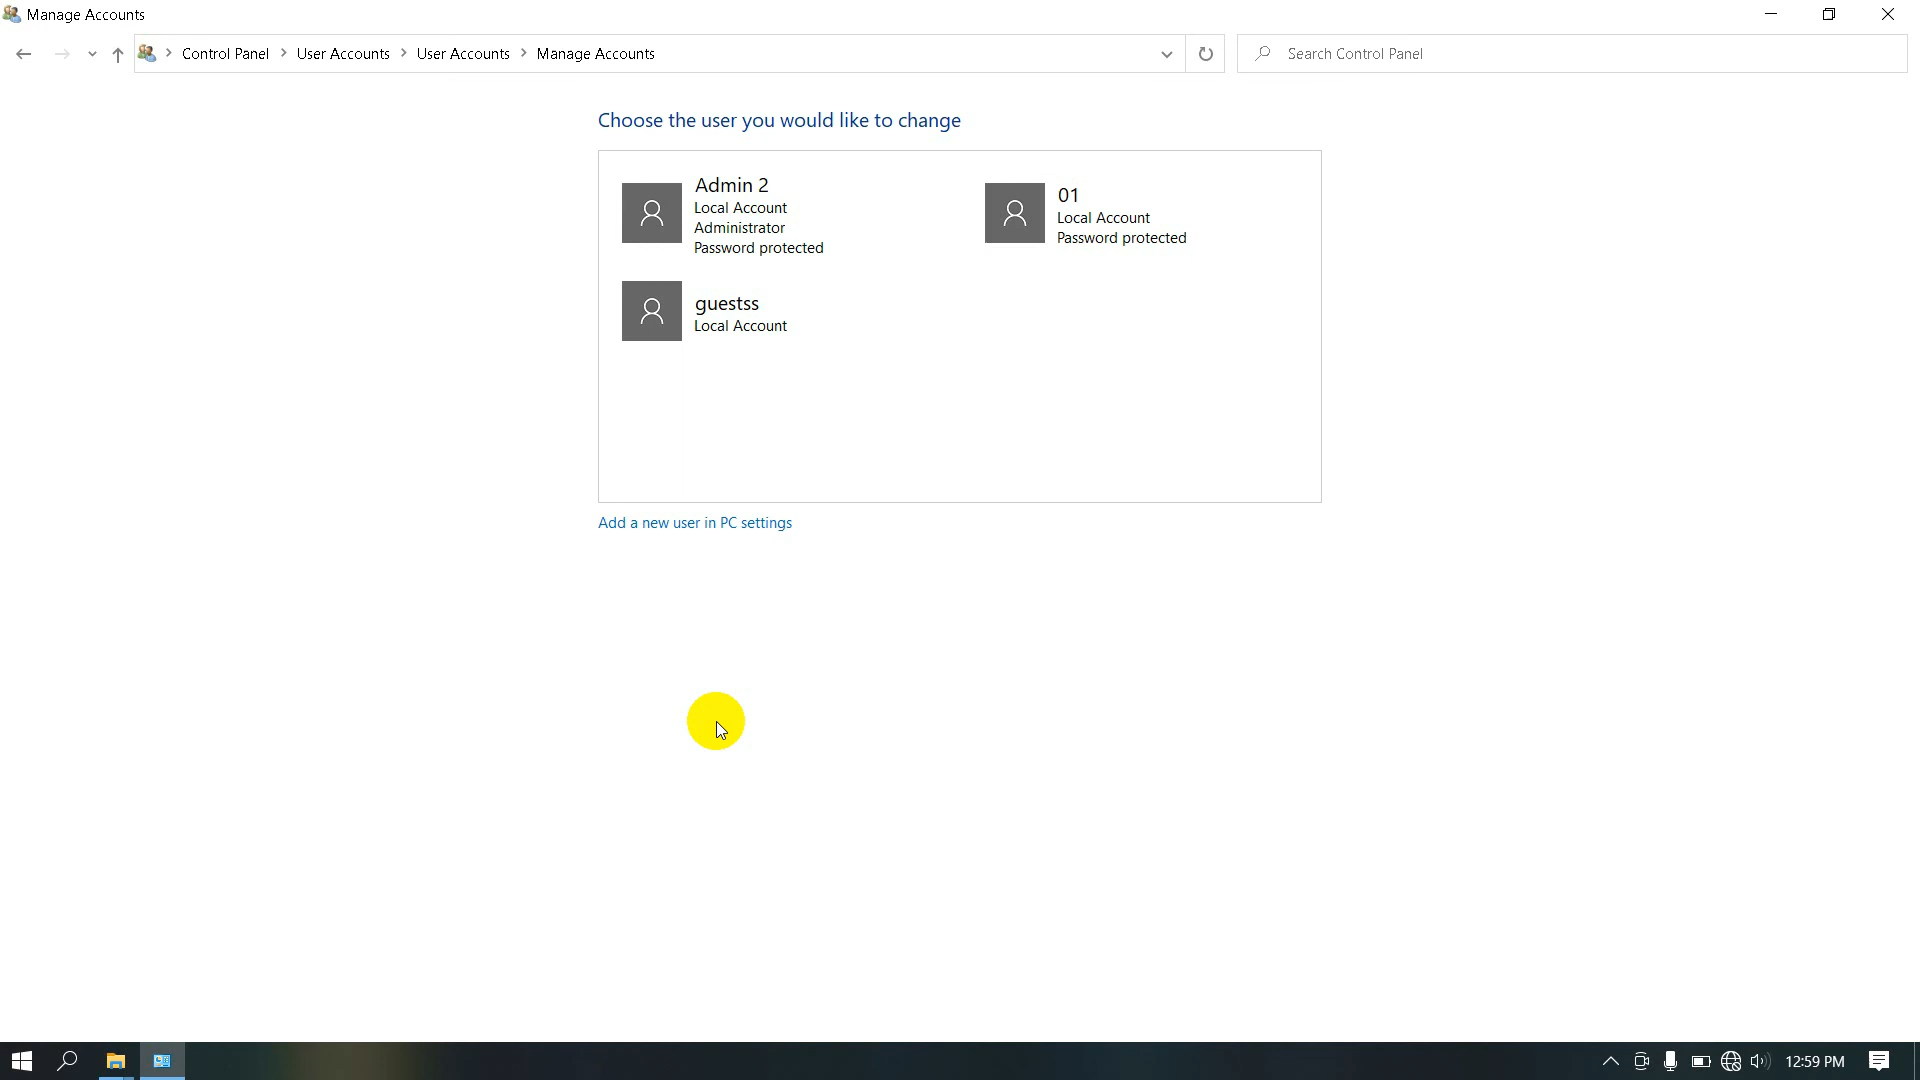 Manage Accounts
Control Panel > User Accounts > User Accounts > Manage Accounts
Search Control Panel
Choose the user you would like to change
Admin 2
Local Account
Administrator
Password protected
01
Local Account
Password protected
guestss
Local Account
Add a new user in PC settings
12:59 PM